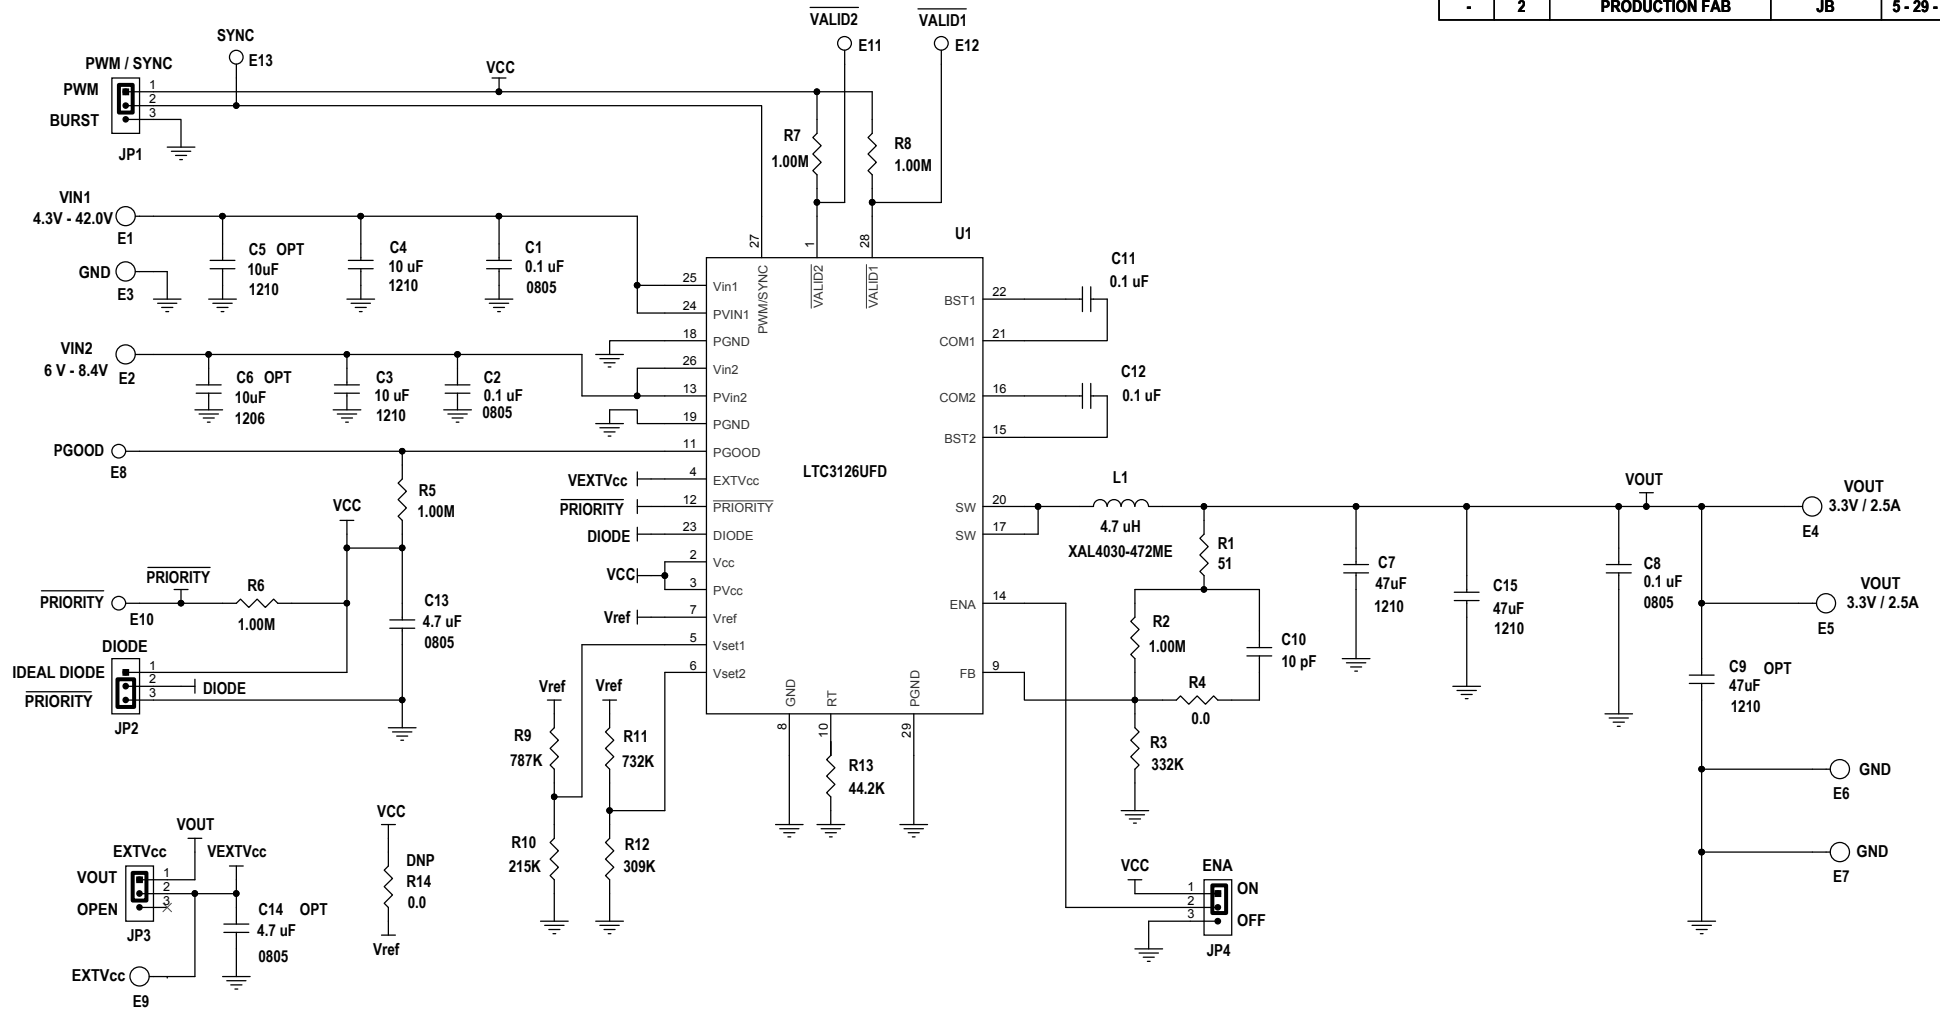 - 2 PRODUCTION FAB JB 5 - 29 -
VALID2
E11
VALID1
E12
SYNC
E13
PWM / SYNC
PWM
BURST
1
2
3
JP1
VCC
R7
1.00M
R8
1.00M
VIN1
4.3V - 42.0V
E1
GND
E3
C5 OPT
10uF
1210
C4
10 uF
1210
C1
0.1 uF
0805
VIN2
6 V - 8.4V
E2
C6 OPT
10uF
1206
C3
10 uF
1210
C2
0.1 uF
0805
PGOOD
E8
R5
1.00M
VCC
PRIORITY
PRIORITY
E10
R6
1.00M
C13
4.7 uF
0805
DIODE
IDEAL DIODE
PRIORITY
1
2
3
DIODE
JP2
U1
LTC3126UFD
27
PWM/SYNC
1
VALID2
28
VALID1
25 Vin1
24 PVIN1
18 PGND
26 Vin2
13 PVin2
19 PGND
11 PGOOD
VEXTVcc 4 EXTVcc
PRIORITY 12 PRIORITY
DIODE 23 DIODE
2 Vcc
VCC
3 PVcc
Vref 7 Vref
5 Vset1
6 Vset2
8
GND
10
RT
29
PGND
BST1 22
COM1 21
COM2 16
BST2 15
SW 20
SW 17
ENA 14
FB 9
C11
0.1 uF
C12
0.1 uF
L1
4.7 uH
XAL4030-472ME
R1
51
R2
1.00M
C10
10 pF
R4
0.0
R3
332K
C7
47uF
1210
C15
47uF
1210
C8
0.1 uF
0805
VOUT
VOUT
3.3V / 2.5A
E4
VOUT
3.3V / 2.5A
E5
C9 OPT
47uF
1210
GND
E6
GND
E7
Vref
R9
787K
R10
215K
Vref
R11
732K
R12
309K
R13
44.2K
VCC
DNP
R14
0.0
Vref
VOUT
EXTVcc
VEXTVcc
VOUT
OPEN
1
2
3
JP3
C14 OPT
4.7 uF
0805
EXTVcc
E9
VCC
ENA
1
2
3
ON
OFF
JP4